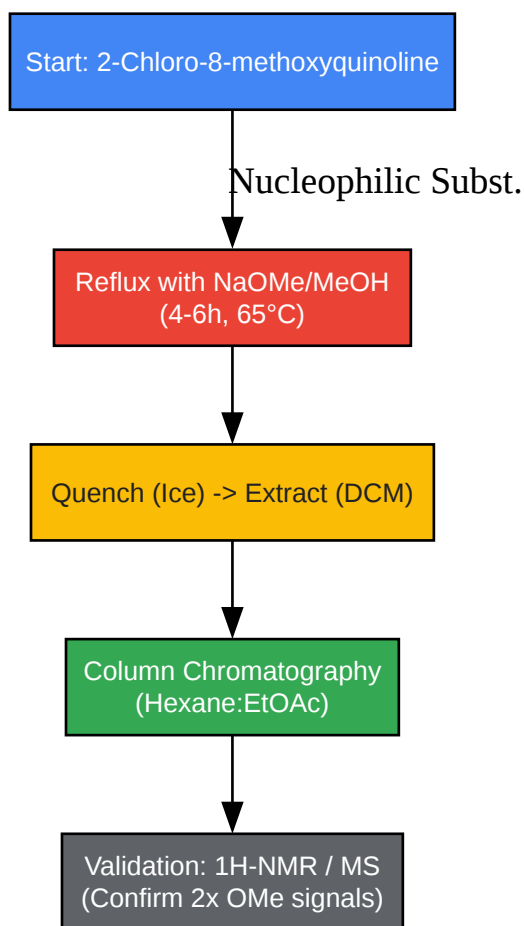 Start: 2-Chloro-8-methoxyquinoline
Nucleophilic Subst.
Reflux with NaOMe/MeOH
(4-6h, 65°C)
Quench (Ice) -> Extract (DCM)
Column Chromatography
(Hexane:EtOAc)
Validation: 1H-NMR / MS
(Confirm 2x OMe signals)